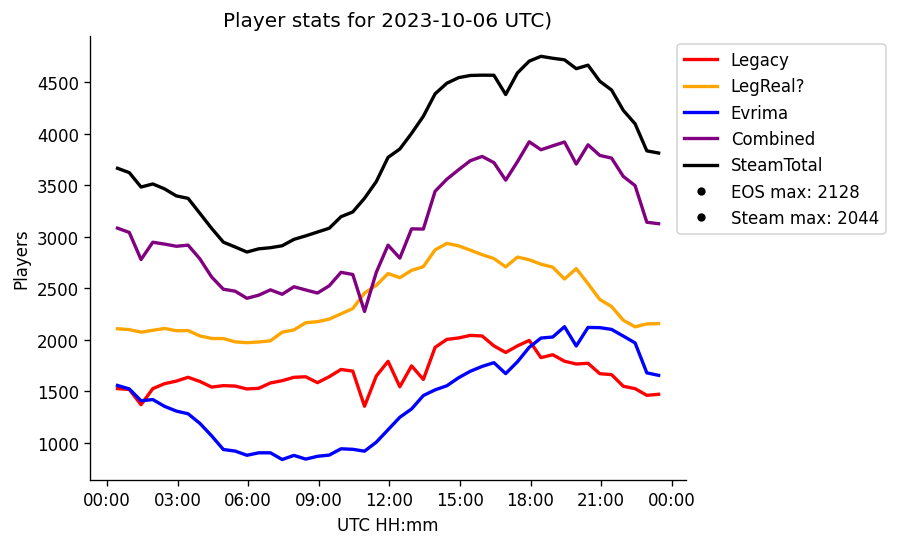 Player stats for 2023-10-06 UTC)
Legacy
LegReal?
Evrima
Combined
SteamTotal
EOS max: 2128
Steam max: 2044
4500
4000
3500
3000
2500
2000
1500
1000
Players
00:00 03:00 06:00 09:00 12:00 15:00 18:00 21:00 00:00
UTC HH:mm